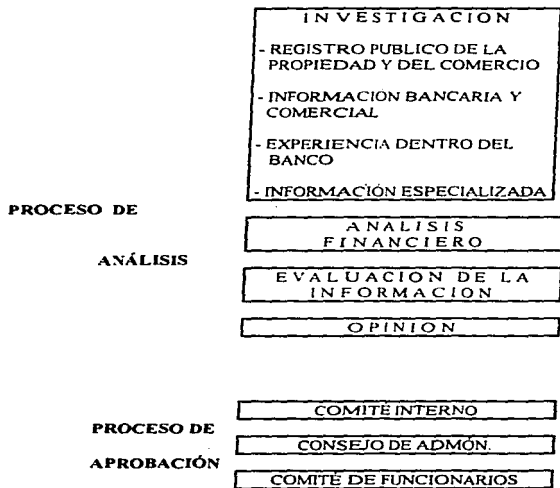 INVESTIGACION
- REGISTRO PUBLICO DE LA
PROPIEDAD Y DEL COMERCIO
- INFORMACION BANCARIA Y
COMERCIAL
- EXPERIENCIA DENTRO DEL
BANCO
- INFORMACIÓN ESPECIALIZADA
PROCESO DE
ANÁLISIS
ANALISIS
FINANCIERO
EVALUACION DE LA
INFORMACION
OPINION
PROCESO DE
APROBACIÓN
COMITÉ INTERNO
CONSEJO DE ADMÓN.
COMITÉ DE FUNCIONARIOS